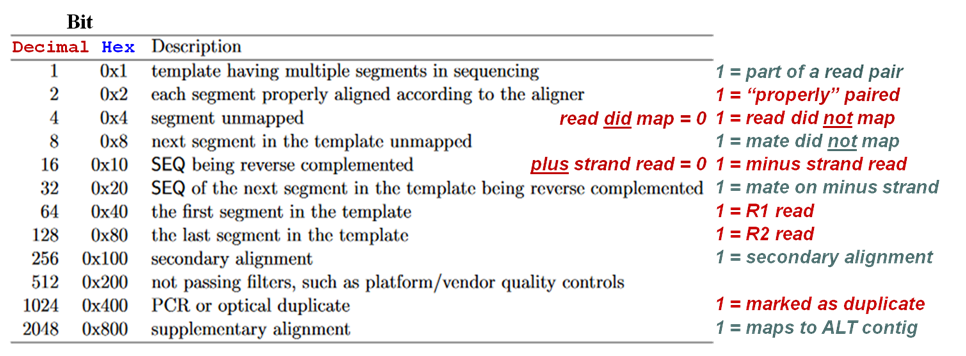 Bit
Decimal Hex Description
1 0x1 template having multiple segments in sequencing 1 = part of a read pair
2 0x2 each segment properly aligned according to the aligner 1 = “properly” paired
4 0x4 segment unmapped read did map = 0 1 = read did not map
8 0x8 next segment in the template unmapped 1 = mate did not map
16 0x10 SEQ being reverse complemented plus strand read = 0 1 = minus strand read
32 0x20 SEQ of the next segment in the template being reverse complemented 1 = mate on minus strand
64 0x40 the first segment in the template 1 = R1 read
128 0x80 the last segment in the template 1 = R2 read
256 0x100 secondary alignment 1 = secondary alignment
512 0x200 not passing filters, such as platform/vendor quality controls
1024 0x400 PCR or optical duplicate 1 = marked as duplicate
2048 0x800 supplementary alignment 1 = maps to ALT contig